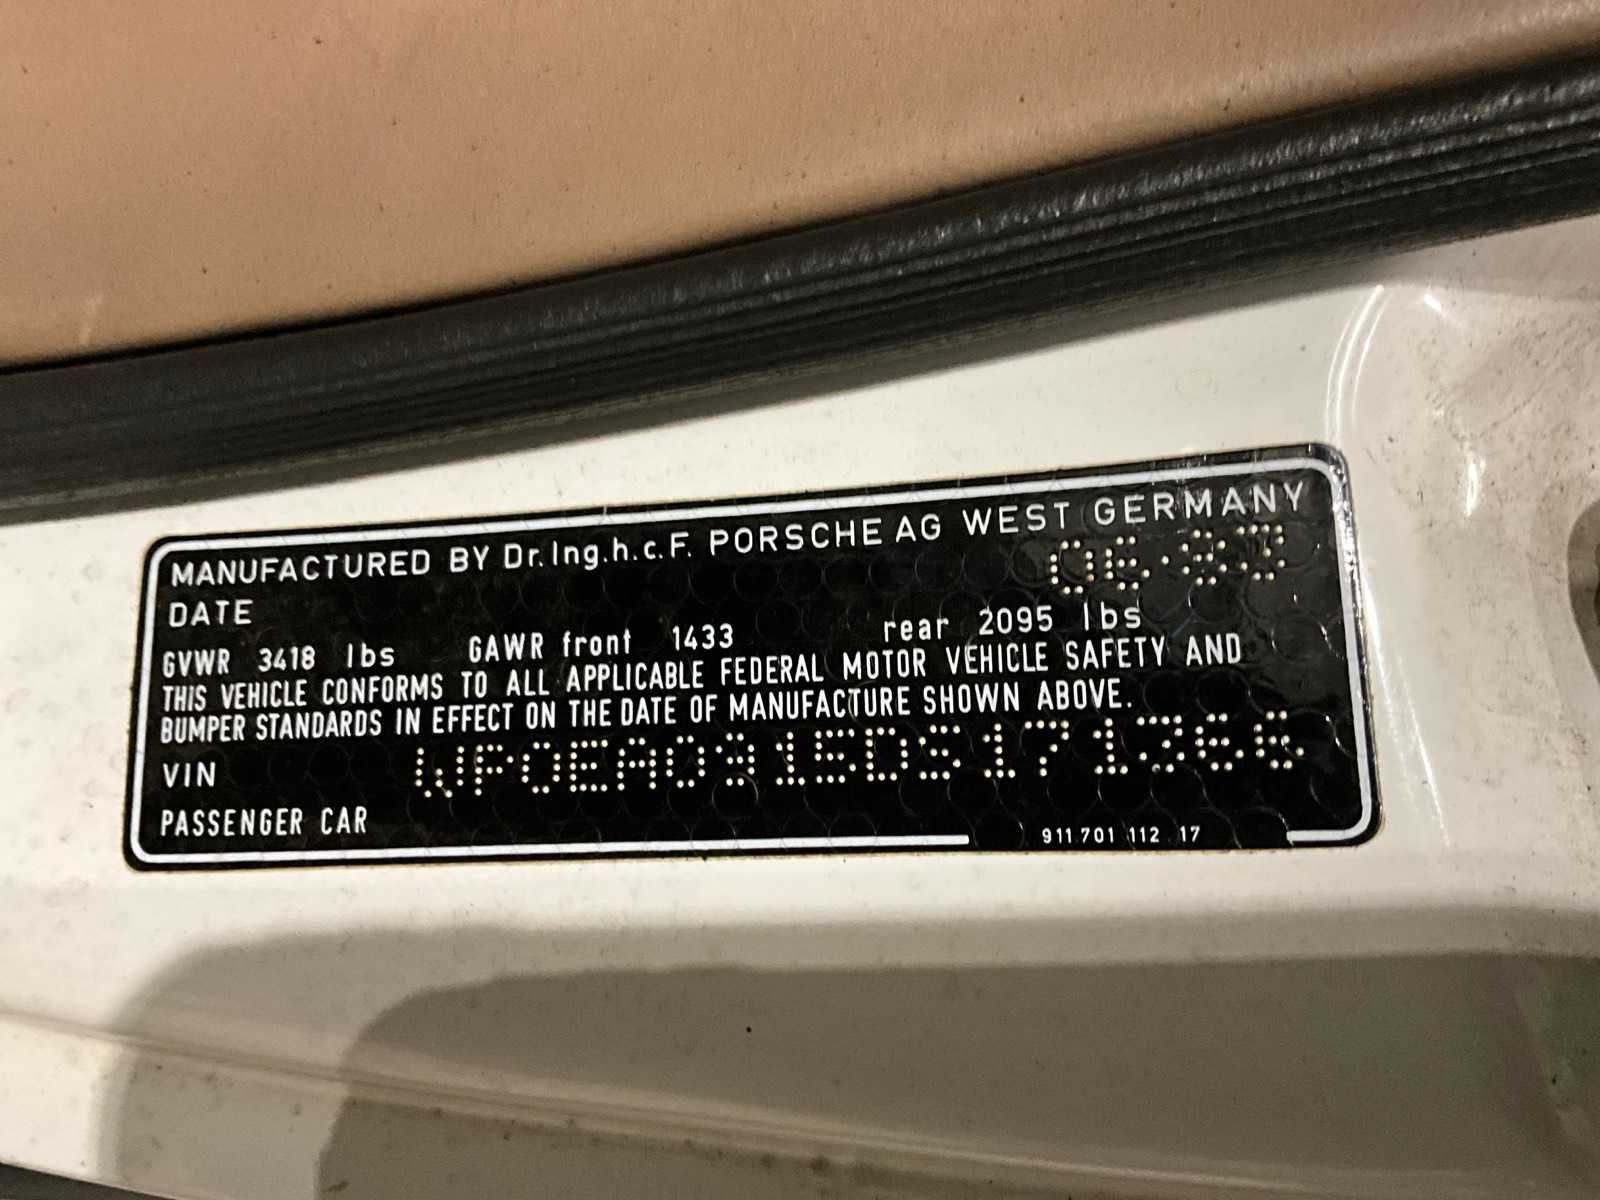 MANUFACTURED BY Dr.Ing.h.c.F. PORSCHE AG WEST GERMANY
DATE 06·83
GVWR 3418 lbs GAWR front 1433 rear 2095 lbs
THIS VEHICLE CONFORMS TO ALL APPLICABLE FEDERAL MOTOR VEHICLE SAFETY AND
BUMPER STANDARDS IN EFFECT ON THE DATE OF MANUFACTURE SHOWN ABOVE.
VIN WP0EA0915DS171366
PASSENGER CAR
911.701 112 17